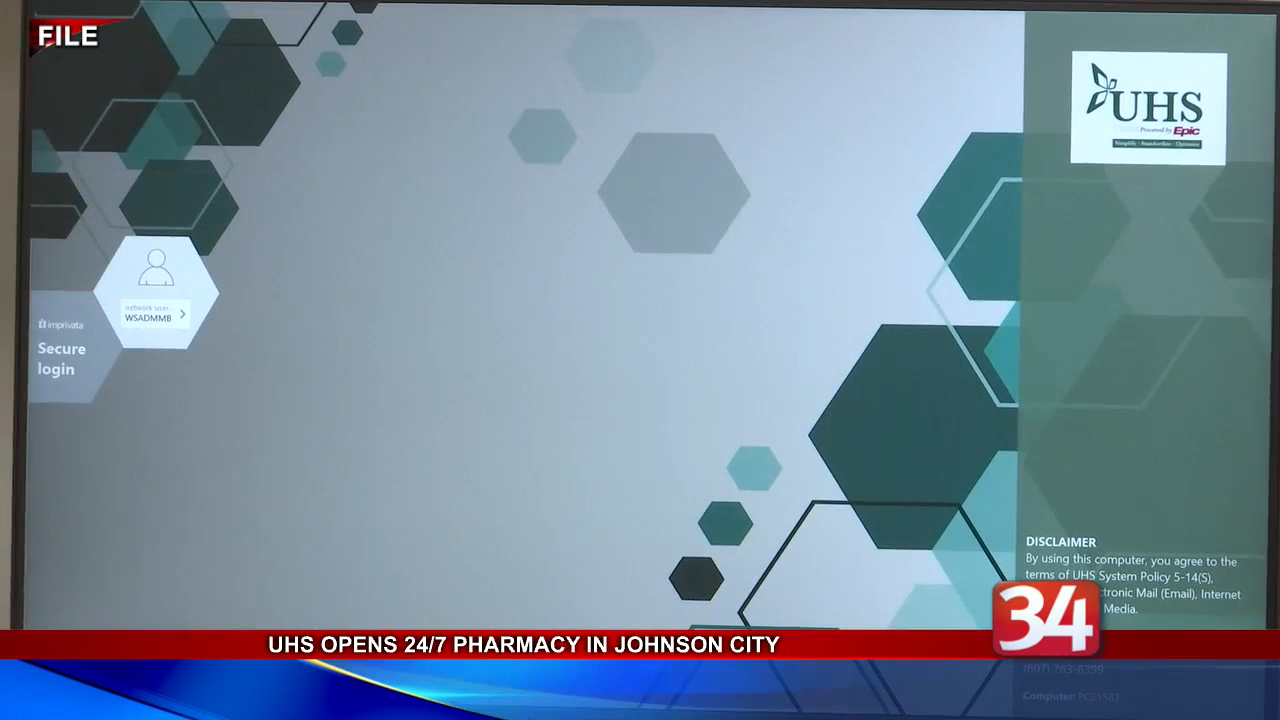 FILE
UHS
Powered by Epic
Simplify - Standardize - Optimize
network user
WSADMMB
imprivata
Secure
login
DISCLAIMER
By using this computer, you agree to the
terms of UHS System Policy 5-14(S),
ctronic Mail (Email), Internet
Media.
34
UHS OPENS 24/7 PHARMACY IN JOHNSON CITY
(607) 763-6399
Computer: PC21587